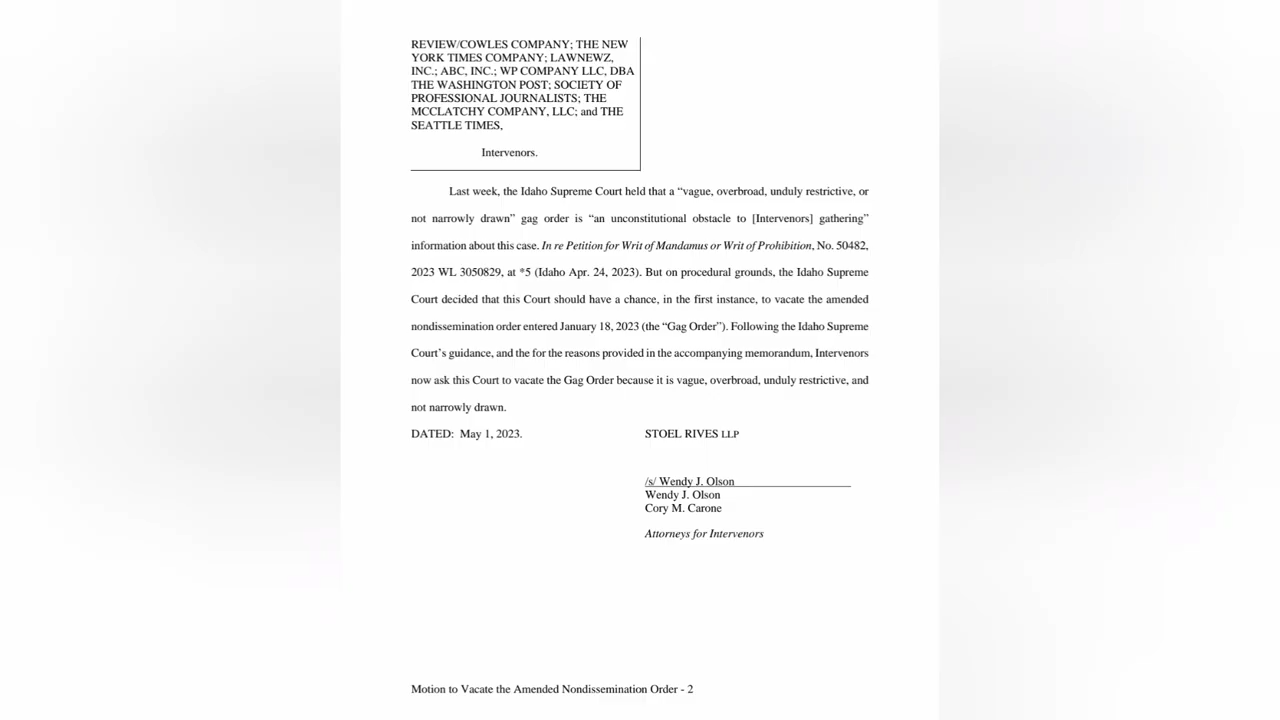 REVIEW/COWLES COMPANY; THE NEW
YORK TIMES COMPANY; LAWNEWZ,
INC.; ABC, INC.; WP COMPANY LLC, DBA
THE WASHINGTON POST; SOCIETY OF
PROFESSIONAL JOURNALISTS; THE
MCCLATCHY COMPANY, LLC; and THE
SEATTLE TIMES,
Intervenors.
Last week, the Idaho Supreme Court held that a “vague, overbroad, unduly restrictive, or
not narrowly drawn” gag order is “an unconstitutional obstacle to [Intervenors] gathering”
information about this case. In re Petition for Writ of Mandamus or Writ of Prohibition, No. 50482,
2023 WL 3050829, at *5 (Idaho Apr. 24, 2023). But on procedural grounds, the Idaho Supreme
Court decided that this Court should have a chance, in the first instance, to vacate the amended
nondissemination order entered January 18, 2023 (the “Gag Order”). Following the Idaho Supreme
Court’s guidance, and the for the reasons provided in the accompanying memorandum, Intervenors
now ask this Court to vacate the Gag Order because it is vague, overbroad, unduly restrictive, and
not narrowly drawn.
DATED: May 1, 2023.
STOEL RIVES LLP
/s/ Wendy J. Olson
Wendy J. Olson
Cory M. Carone
Attorneys for Intervenors
Motion to Vacate the Amended Nondissemination Order - 2